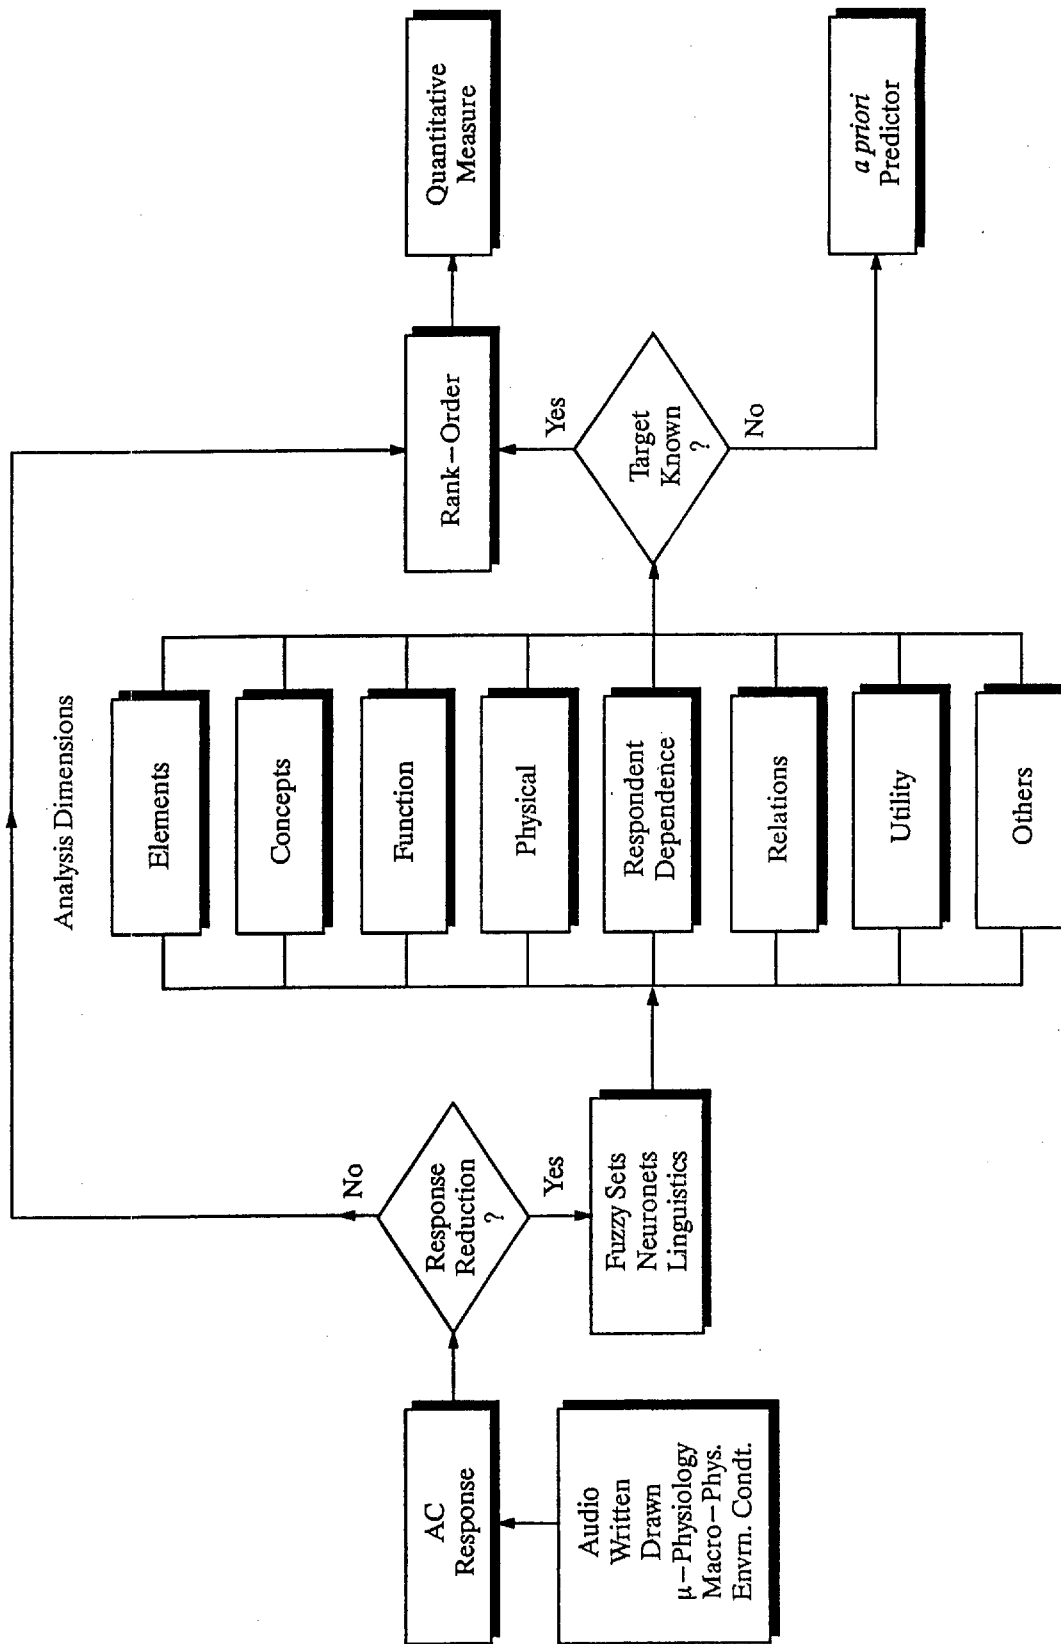 AC
Response
Audio
Written
Drawn
μ−Physiology
Macro−Phys.
Envrn. Condt.
Response
Reduction
?
No
Yes
Fuzzy Sets
Neuronets
Linguistics
Analysis Dimensions
Elements
Concepts
Function
Physical
Respondent
Dependence
Relations
Utility
Others
Target
Known
?
Yes
No
Rank−Order
Quantitative
Measure
a priori
Predictor